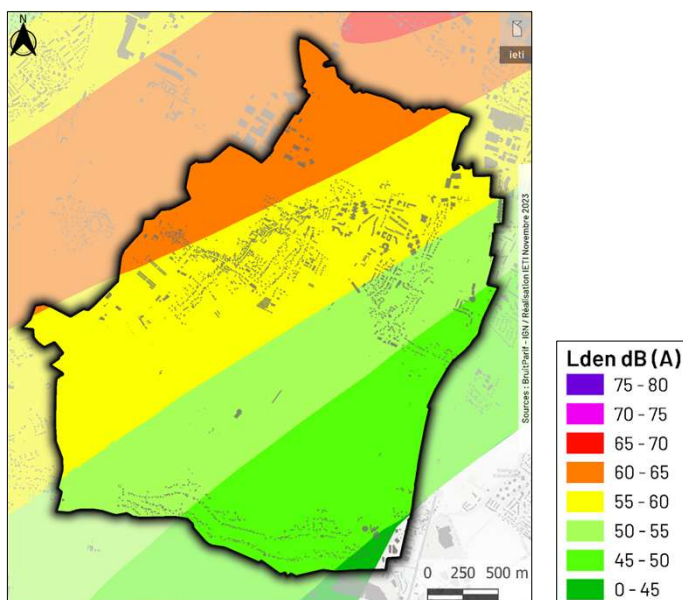 N
ieti
Sources : BruitParif - IGN / Réalisation IETI Novembre 2023
0 250 500 m
Lden dB (A)
75 - 80
70 - 75
65 - 70
60 - 65
55 - 60
50 - 55
45 - 50
0 - 45